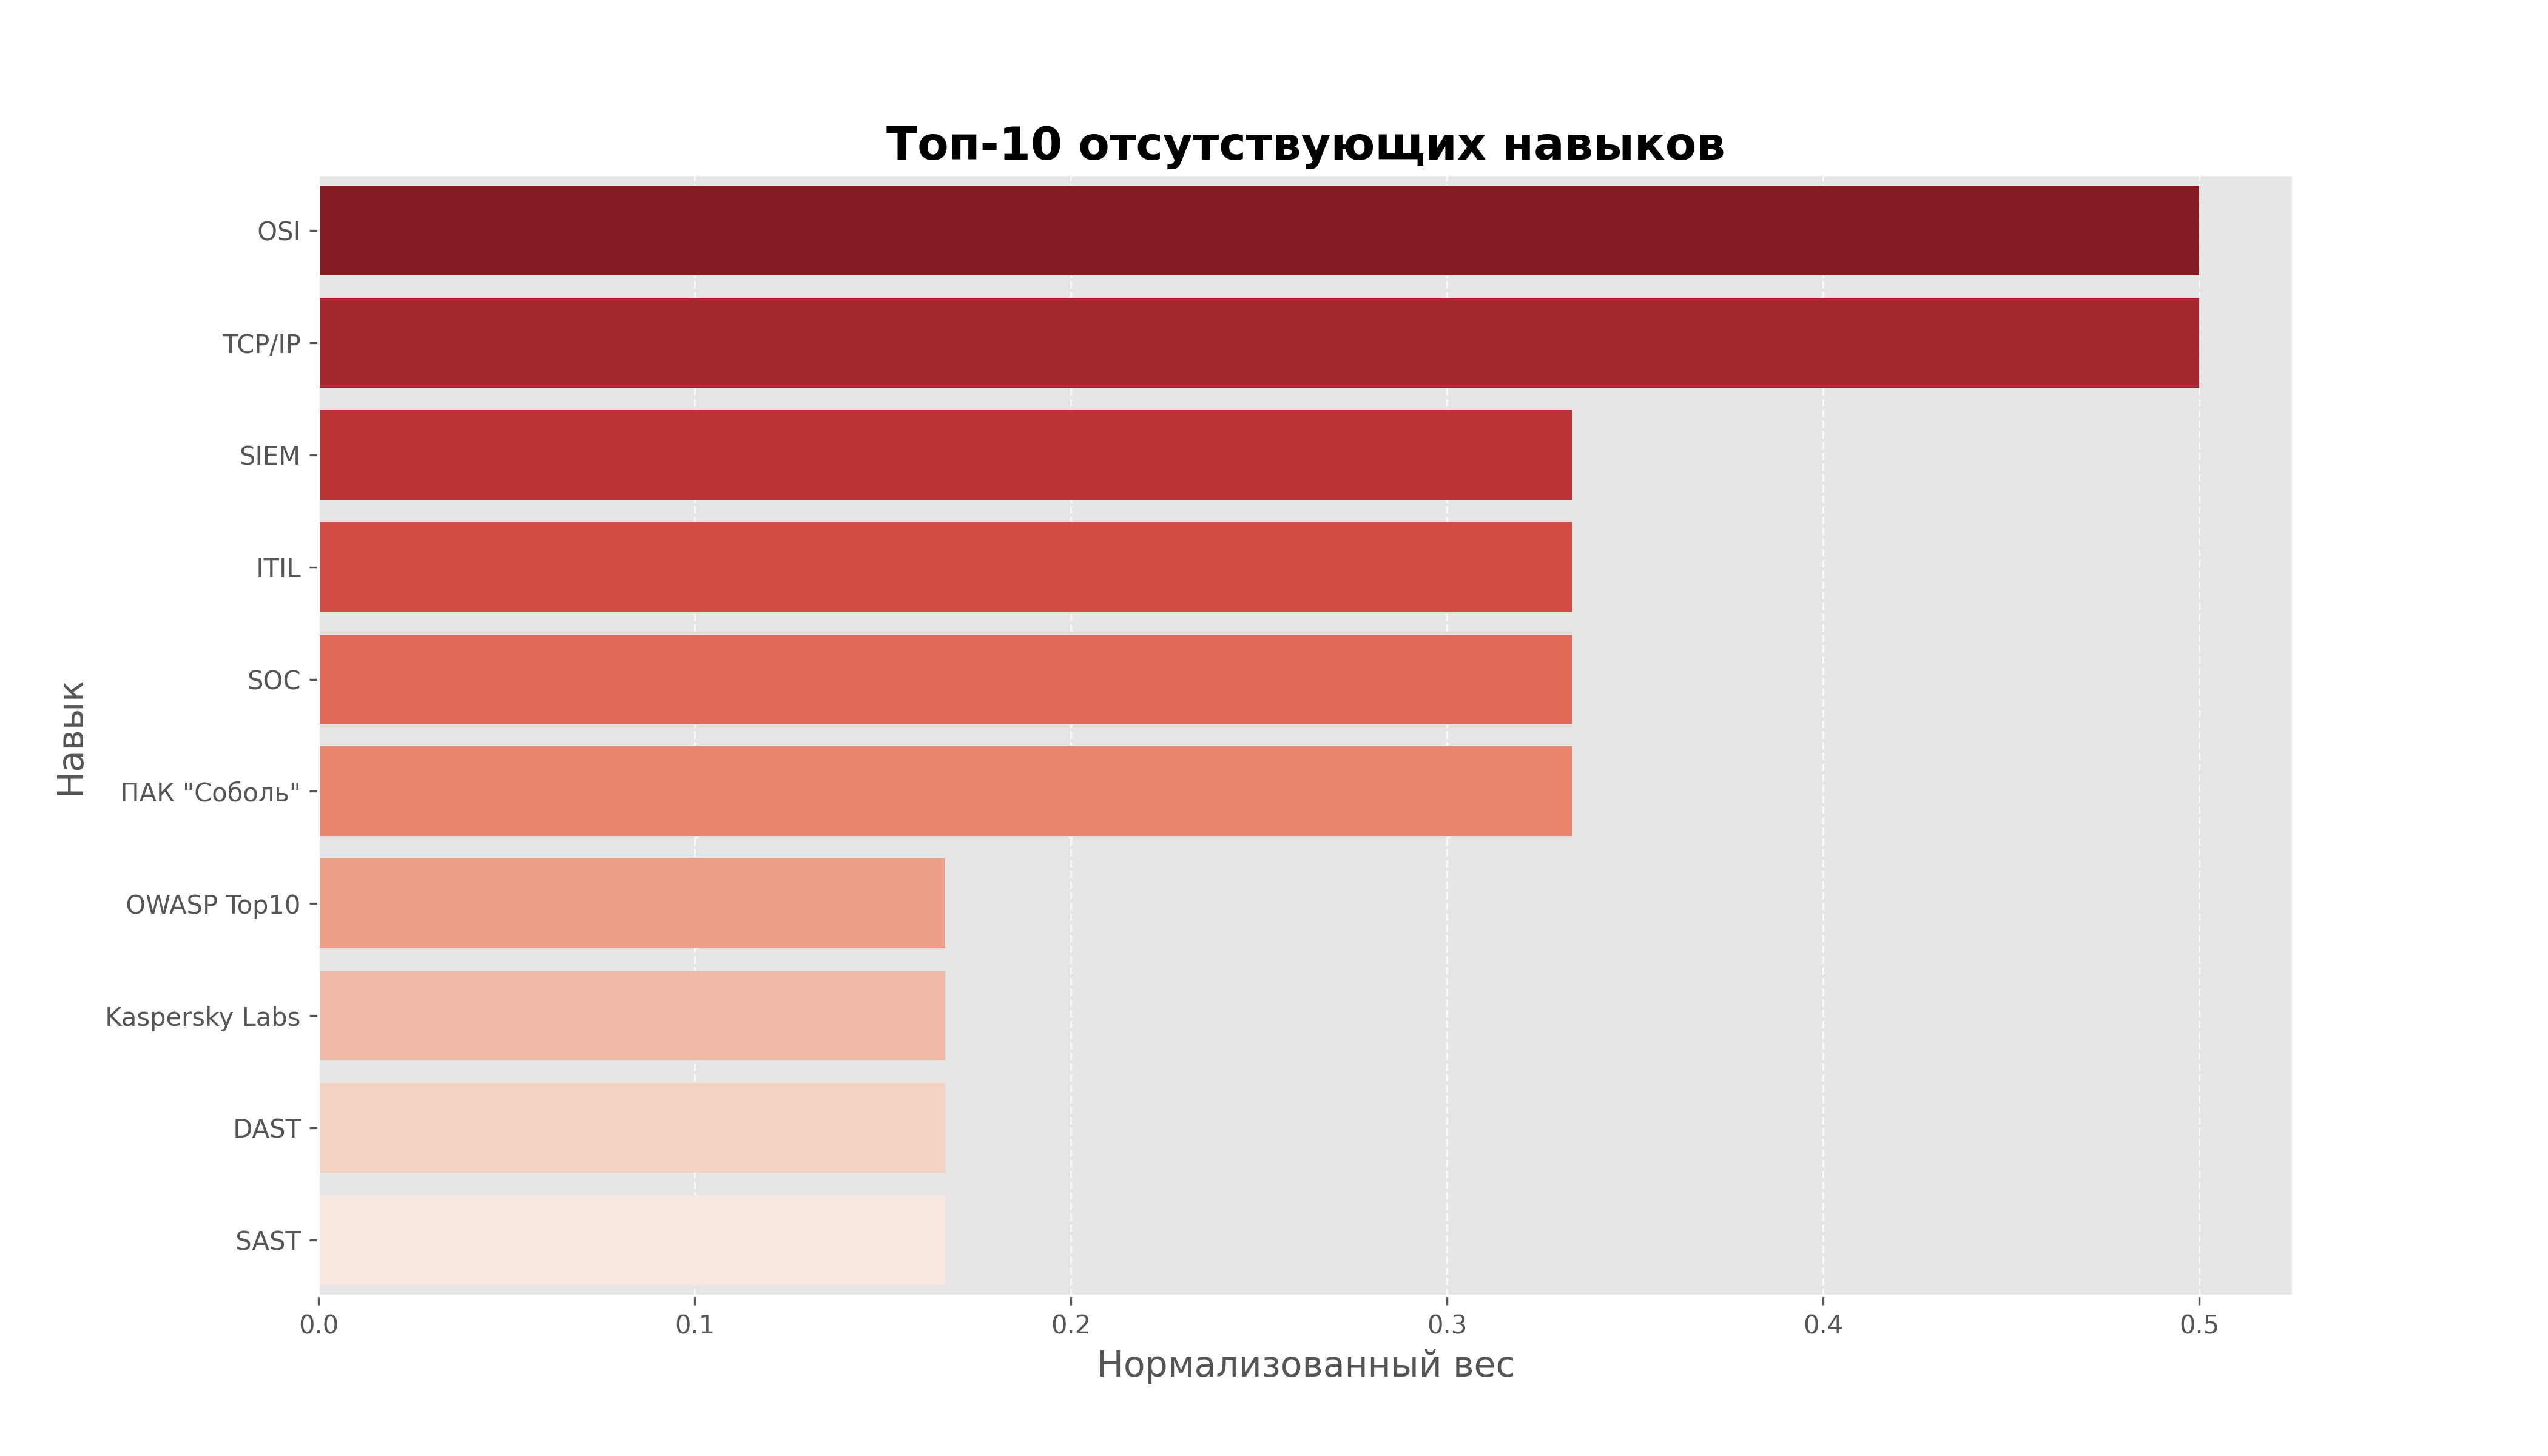 Топ-10 отсутствующих навыков
OSI
TCP/IP
SIEM
ITIL
SOC
ПАК "Соболь"
OWASP Top10
Kaspersky Labs
DAST
SAST
Навык
0.0 0.1 0.2 0.3 0.4 0.5
Нормализованный вес